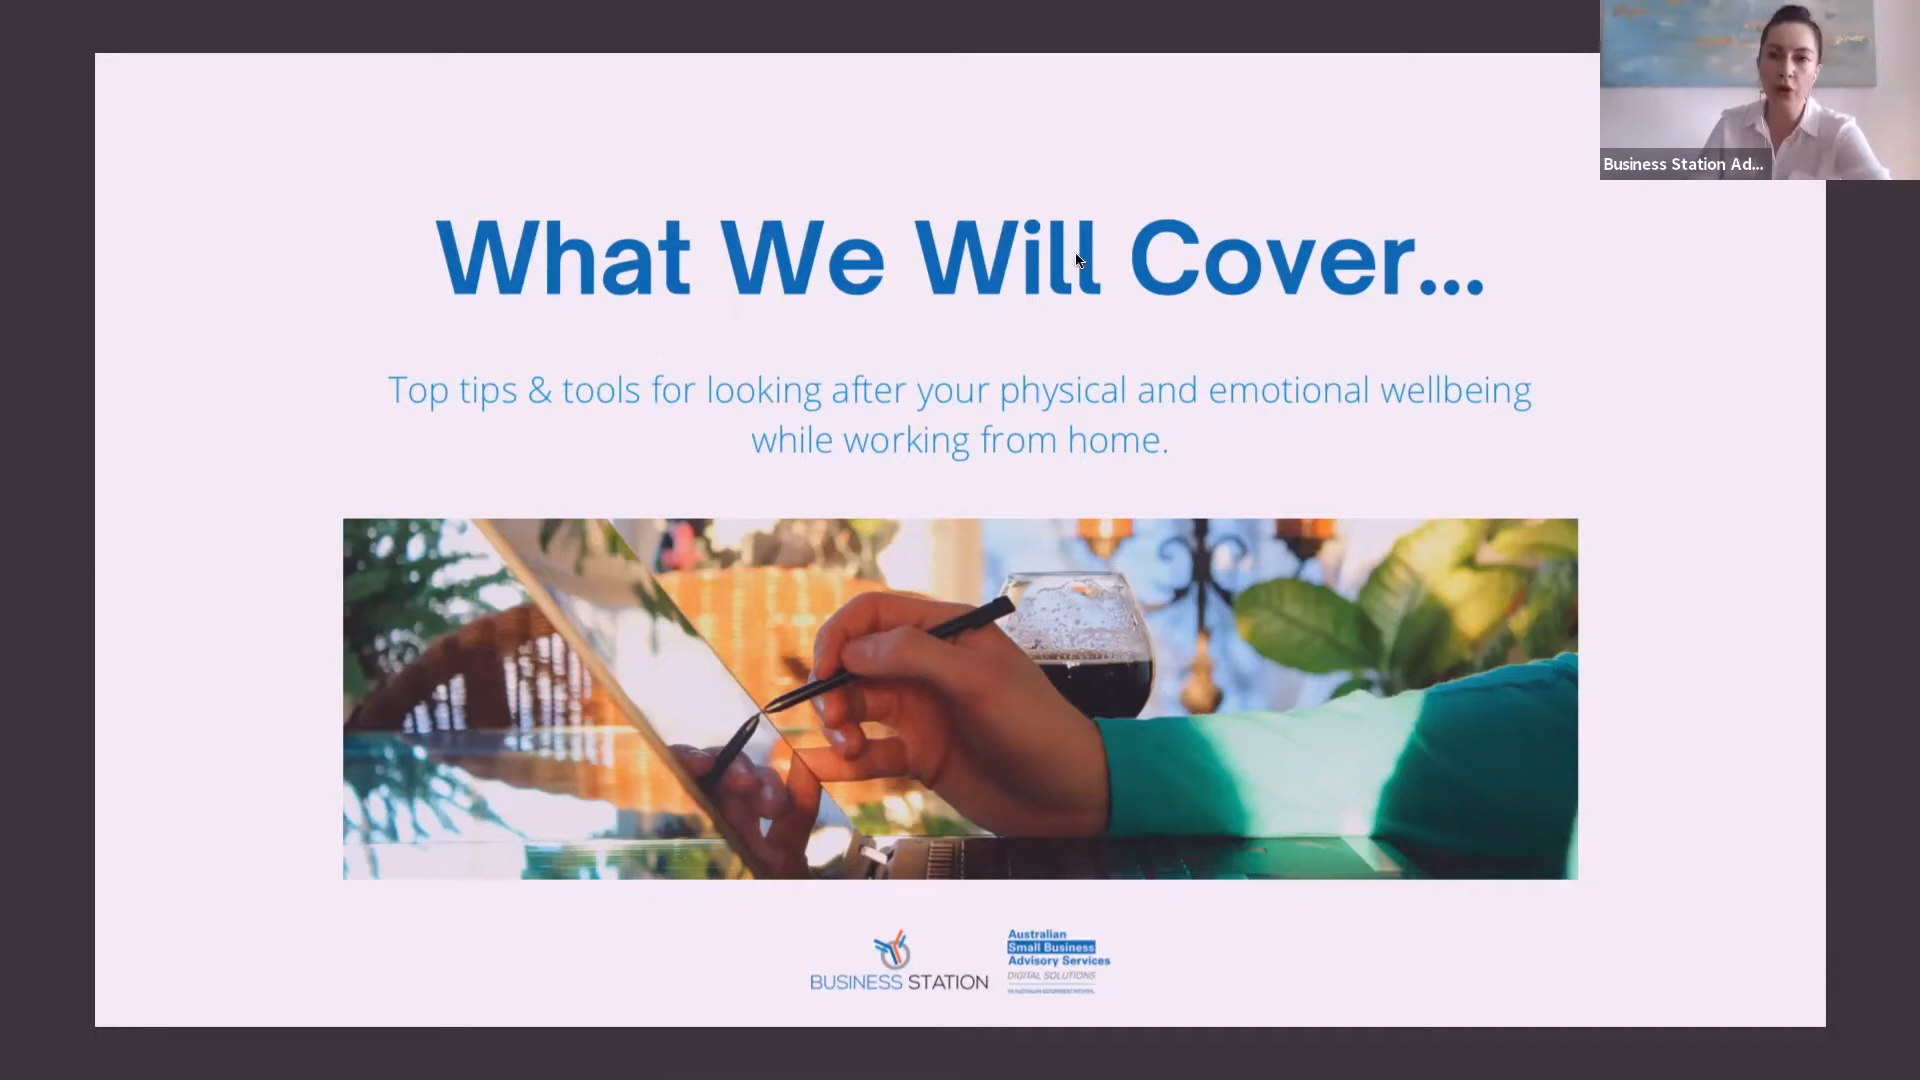 Business Station Ad...
What We Will Cover...
Top tips & tools for looking after your physical and emotional wellbeing
while working from home.
BUSINESS STATION
Australian
Small Business
Advisory Services
DIGITAL SOLUTIONS